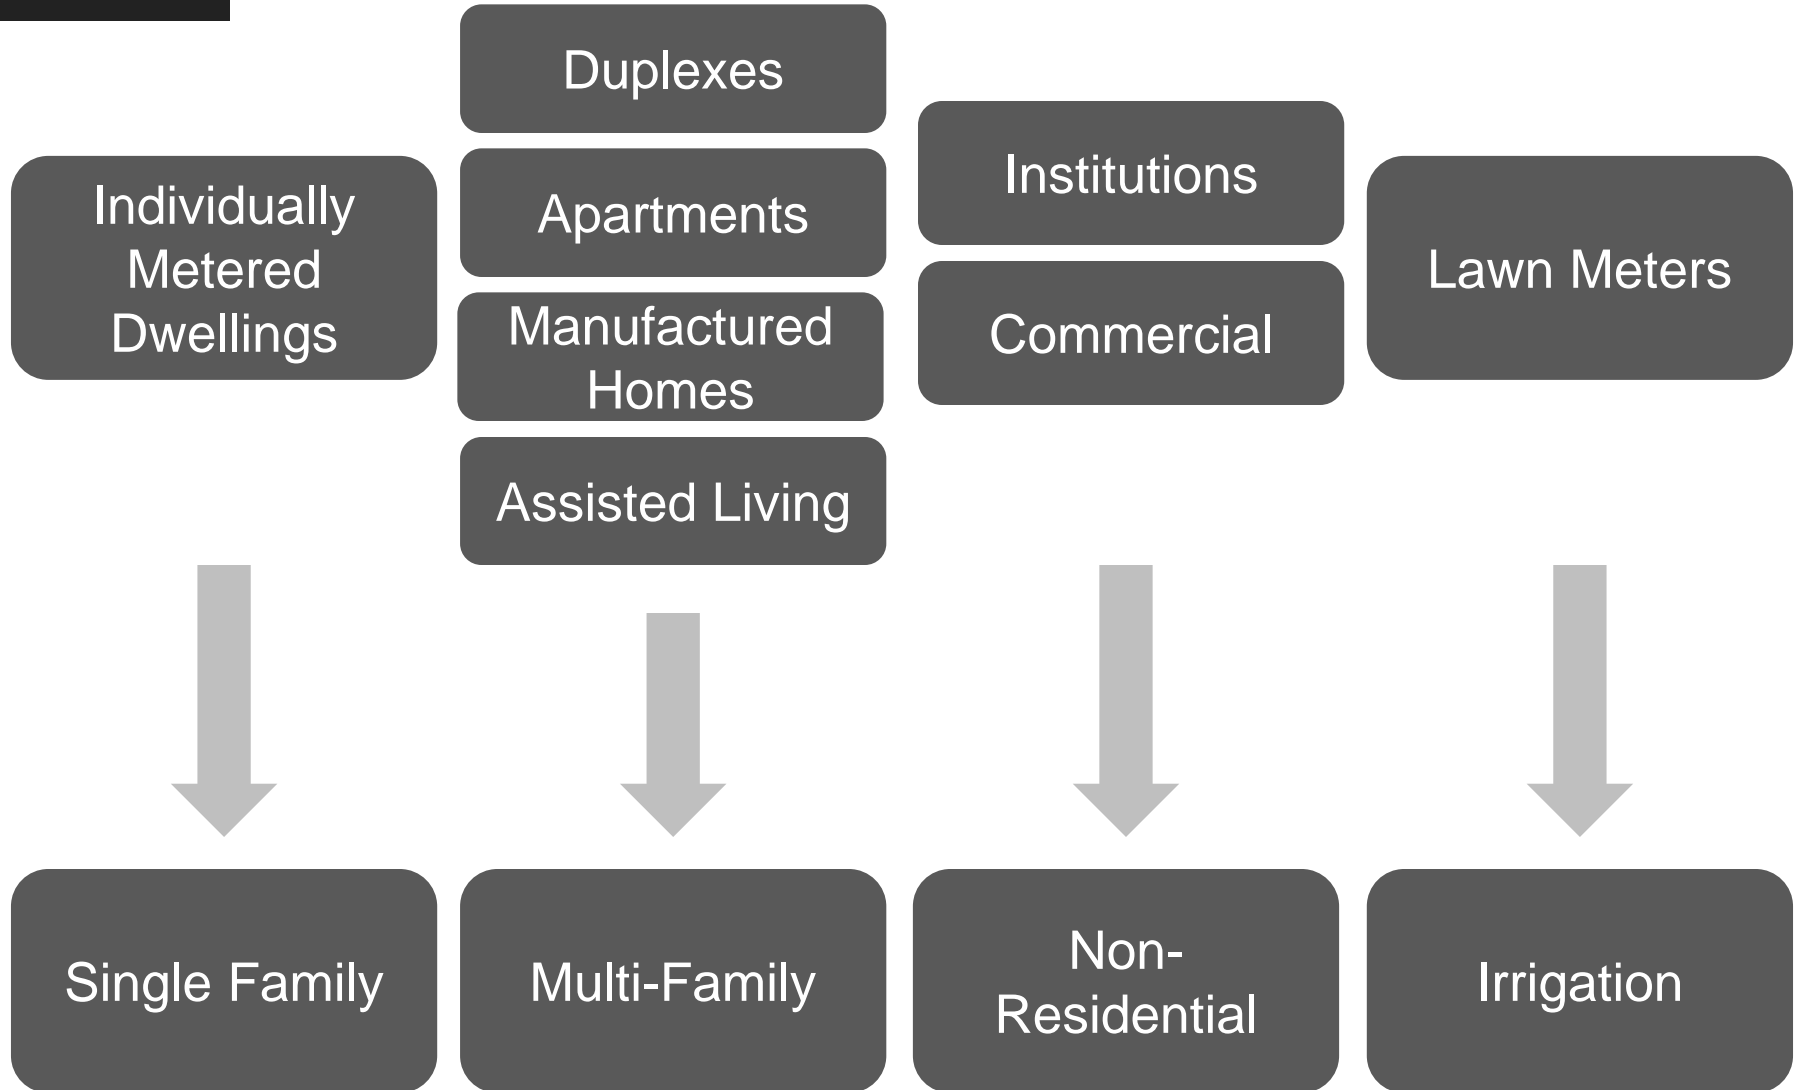 Individually
Metered
Dwellings
Duplexes
Apartments
Manufactured
Homes
Assisted Living
Institutions
Commercial
Lawn Meters
Single Family
Multi-Family
Non-
Residential
Irrigation